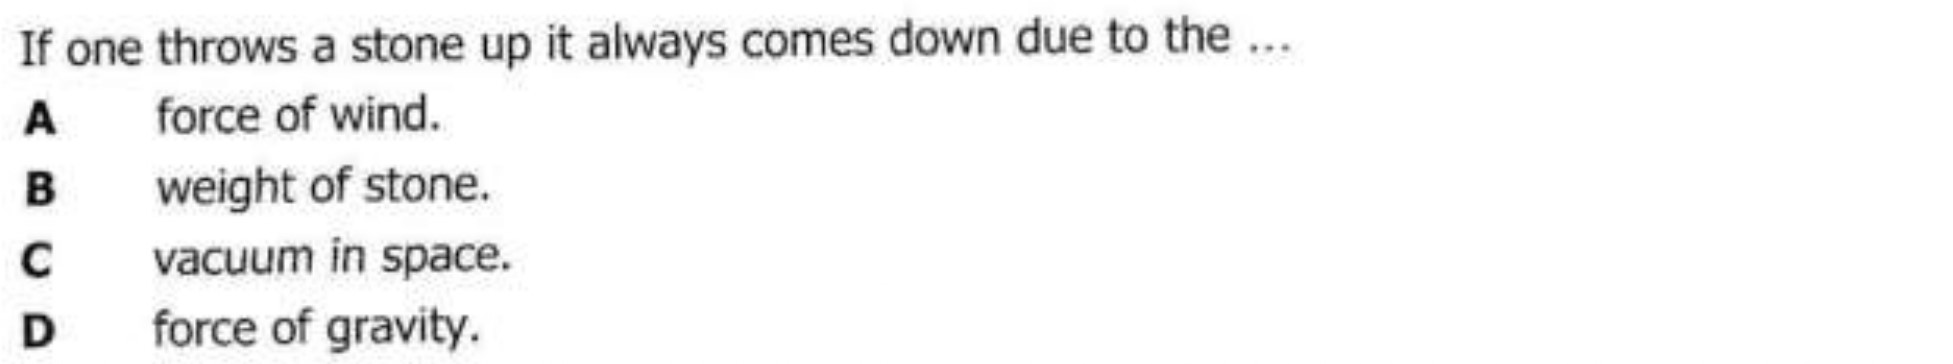 If one throws a stone up it always comes down due to the ...
A force of wind.
B weight of stone.
C vacuum in space.
D force of gravity.